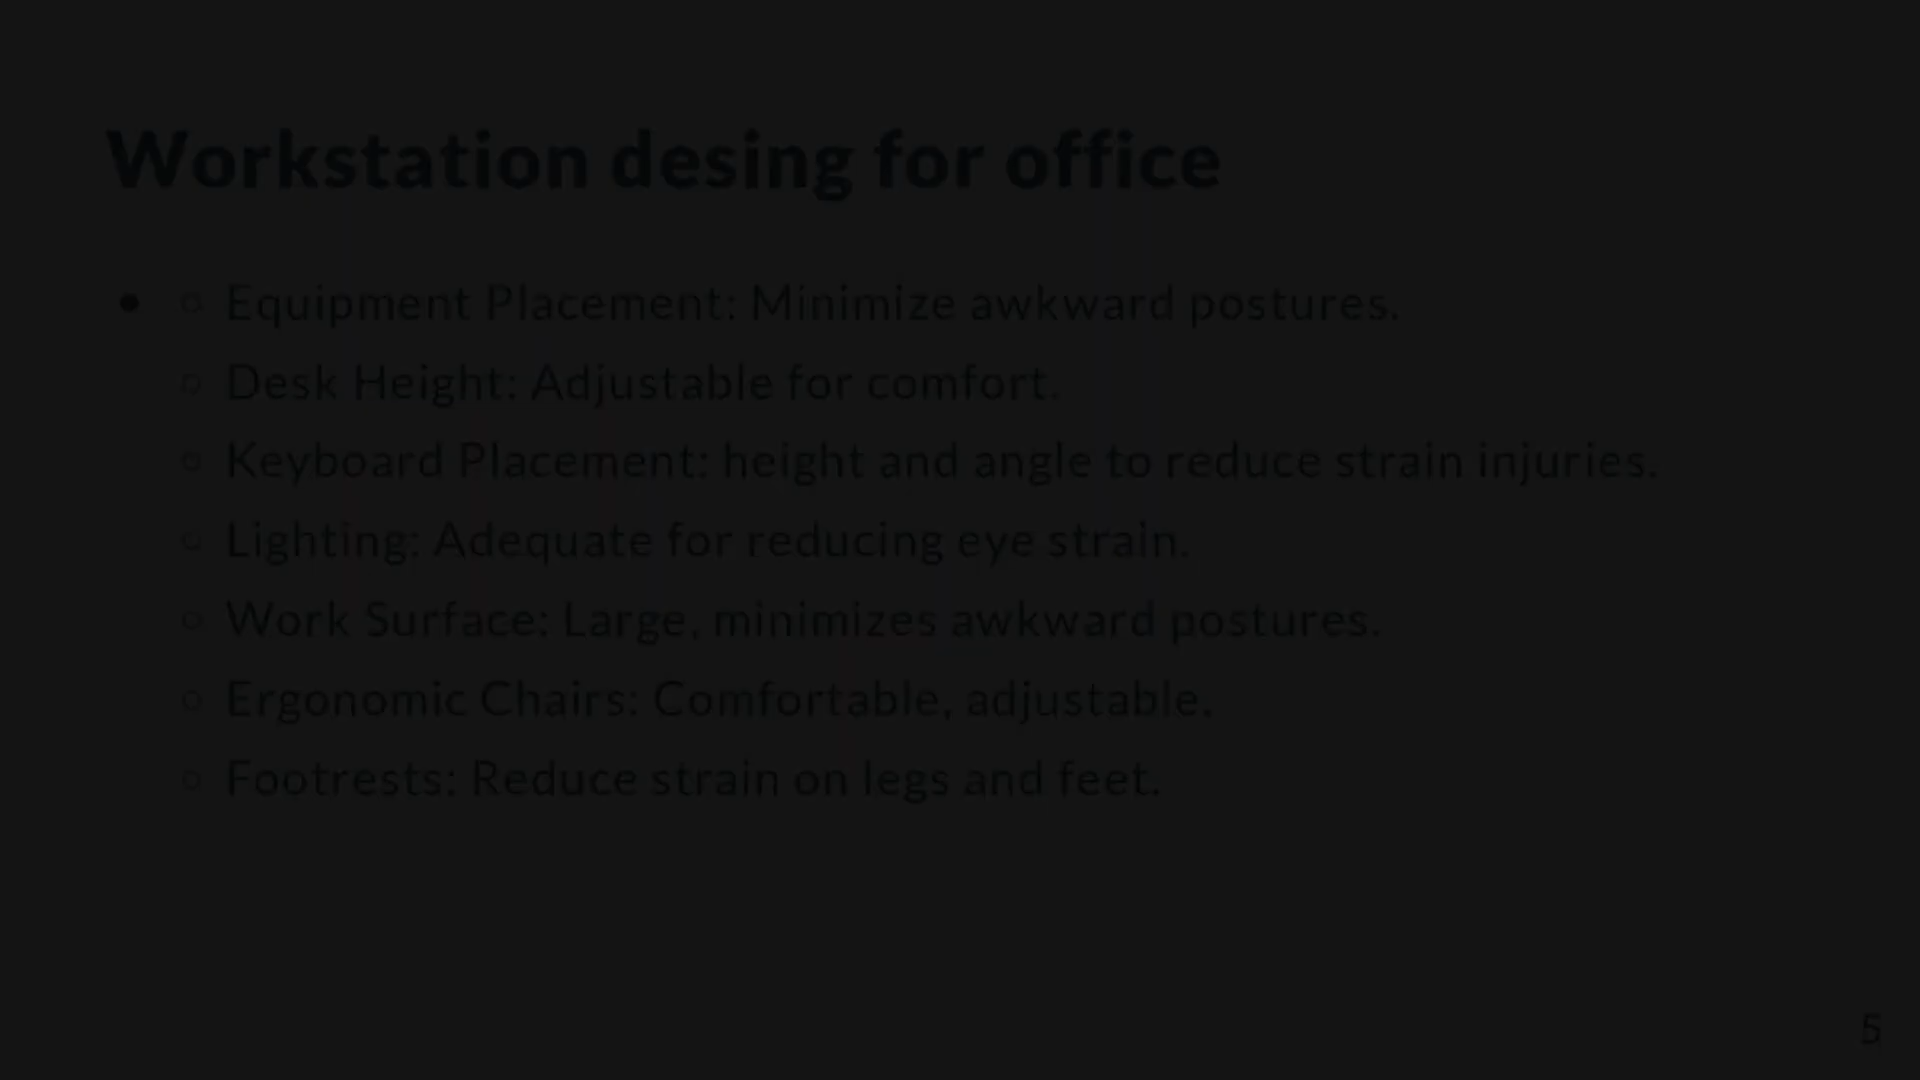 Workstation desing for office
• ○ Equipment Placement: Minimize awkward postures.
○ Desk Height: Adjustable for comfort.
○ Keyboard Placement: height and angle to reduce strain injuries.
○ Lighting: Adequate for reducing eye strain.
○ Work Surface: Large, minimizes awkward postures.
○ Ergonomic Chairs: Comfortable, adjustable.
○ Footrests: Reduce strain on legs and feet.
5